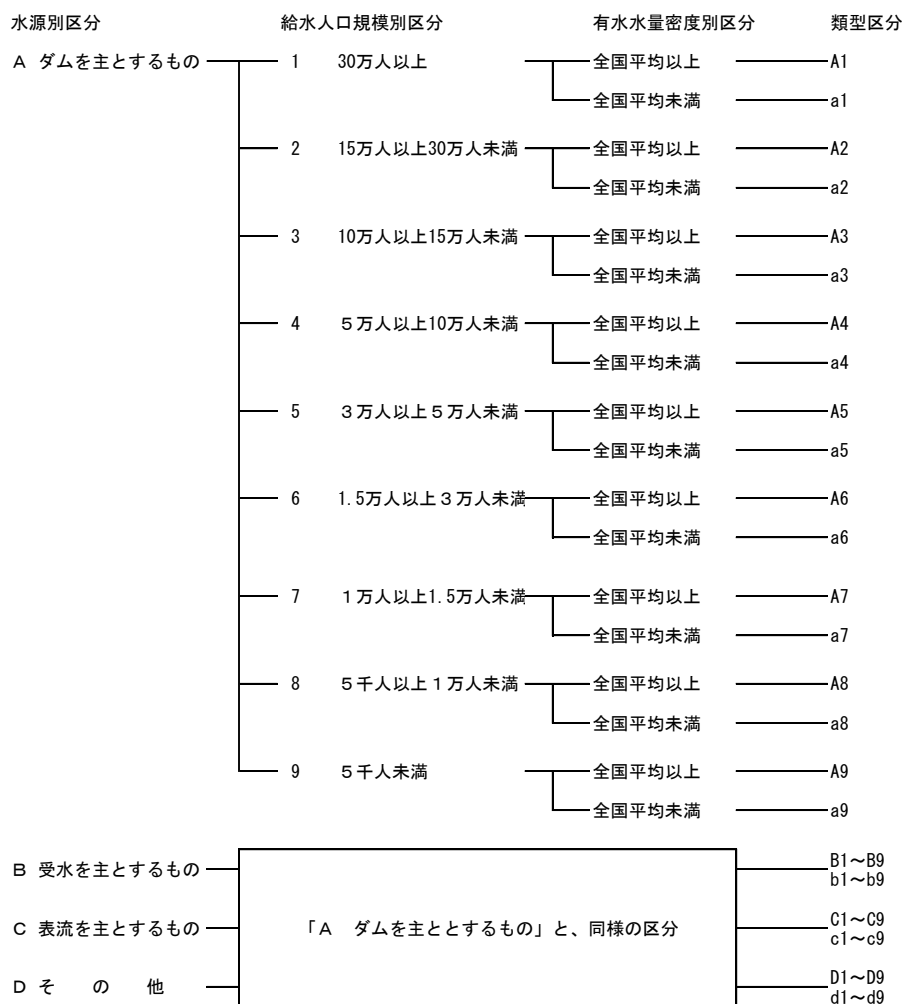 水源別区分 給水人口規模別区分 有水水量密度別区分 類型区分
A ダムを主とするもの 1 30万人以上 全国平均以上 A1
全国平均未満 a1
2 15万人以上30万人未満 全国平均以上 A2
全国平均未満 a2
3 10万人以上15万人未満 全国平均以上 A3
全国平均未満 a3
4 5万人以上10万人未満 全国平均以上 A4
全国平均未満 a4
5 3万人以上5万人未満 全国平均以上 A5
全国平均未満 a5
6 1.5万人以上3万人未満 全国平均以上 A6
全国平均未満 a6
7 1万人以上1.5万人未満 全国平均以上 A7
全国平均未満 a7
8 5千人以上1万人未満 全国平均以上 A8
全国平均未満 a8
9 5千人未満 全国平均以上 A9
全国平均未満 a9
B 受水を主とするもの B1～B9
b1～b9
C 表流を主とするもの 「A ダムを主ととするもの」と、同様の区分 C1～C9
c1～c9
D そ の 他 D1～D9
d1～d9